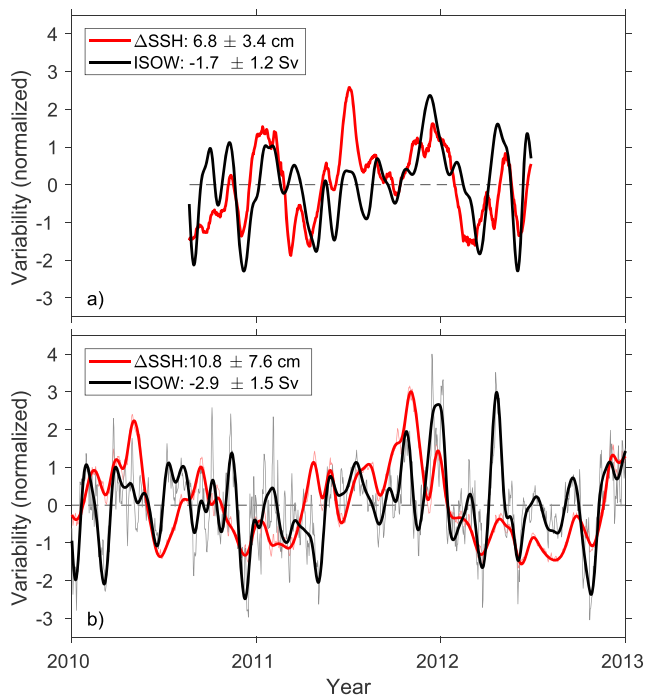 4
3
2
1
0
-1
-2
-3
Variability (normalized)
ΔSSH: 6.8 ± 3.4 cm
ISOW: -1.7 ± 1.2 Sv
a)
4
3
2
1
0
-1
-2
-3
Variability (normalized)
ΔSSH:10.8 ± 7.6 cm
ISOW: -2.9 ± 1.5 Sv
b)
2010 2011 2012 2013
Year